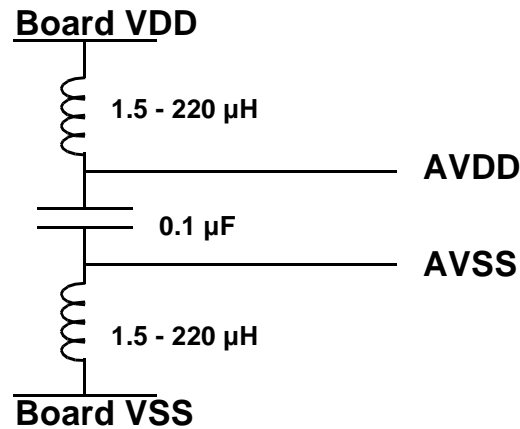 Board VDD
1.5 - 220 µH
AVDD
0.1 µF
AVSS
1.5 - 220 µH
Board VSS